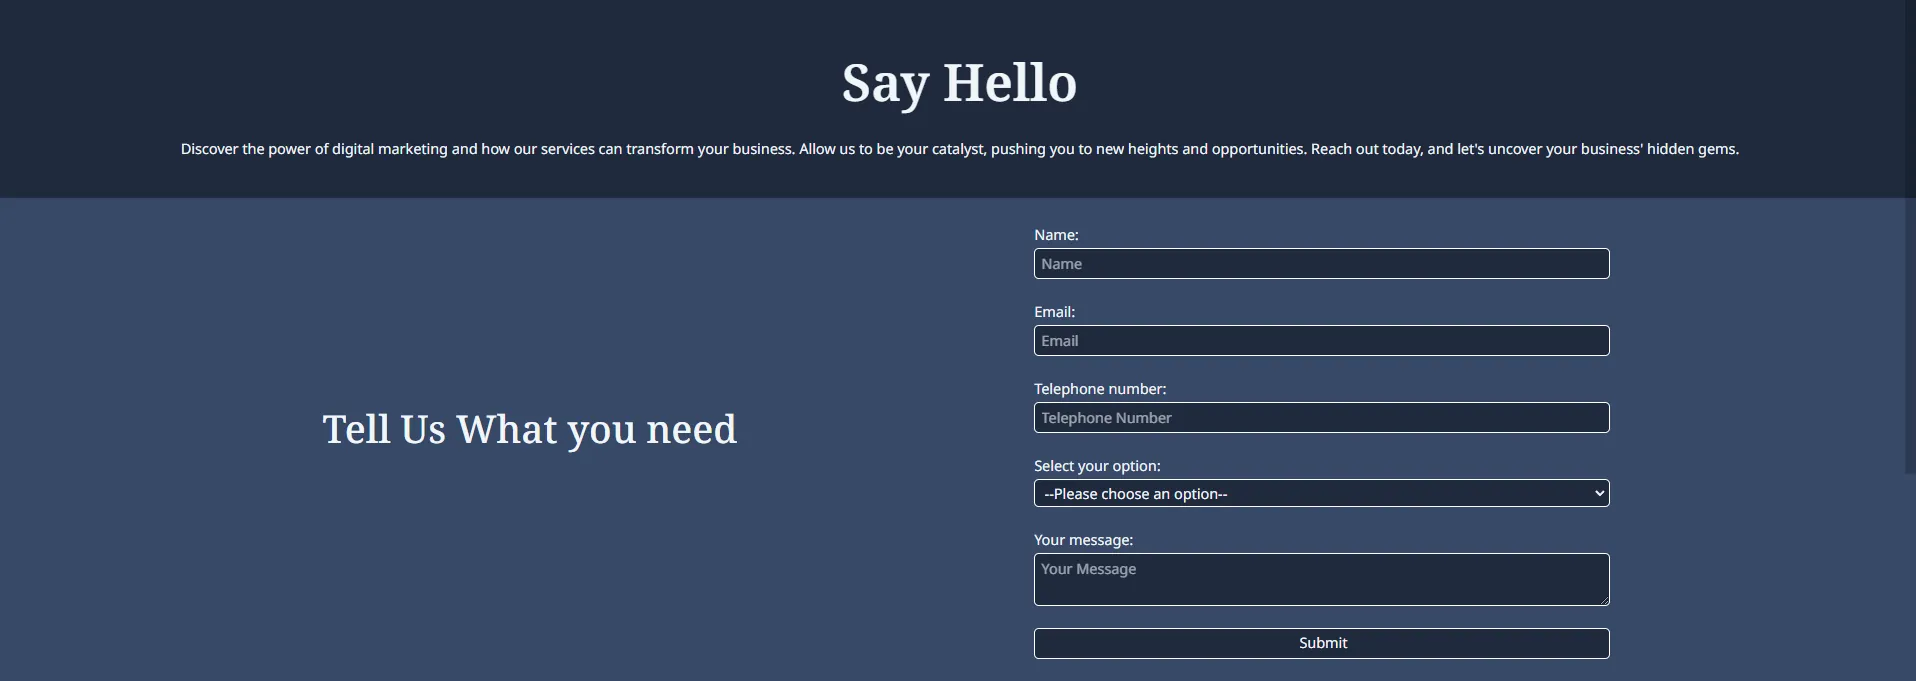 Say Hello
Discover the power of digital marketing and how our services can transform your business. Allow us to be your catalyst, pushing you to new heights and opportunities. Reach out today, and let's uncover your business' hidden gems.
Tell Us What you need
Name:
Name
Email:
Email
Telephone number:
Telephone Number
Select your option:
--Please choose an option--
Your message:
Your Message
Submit